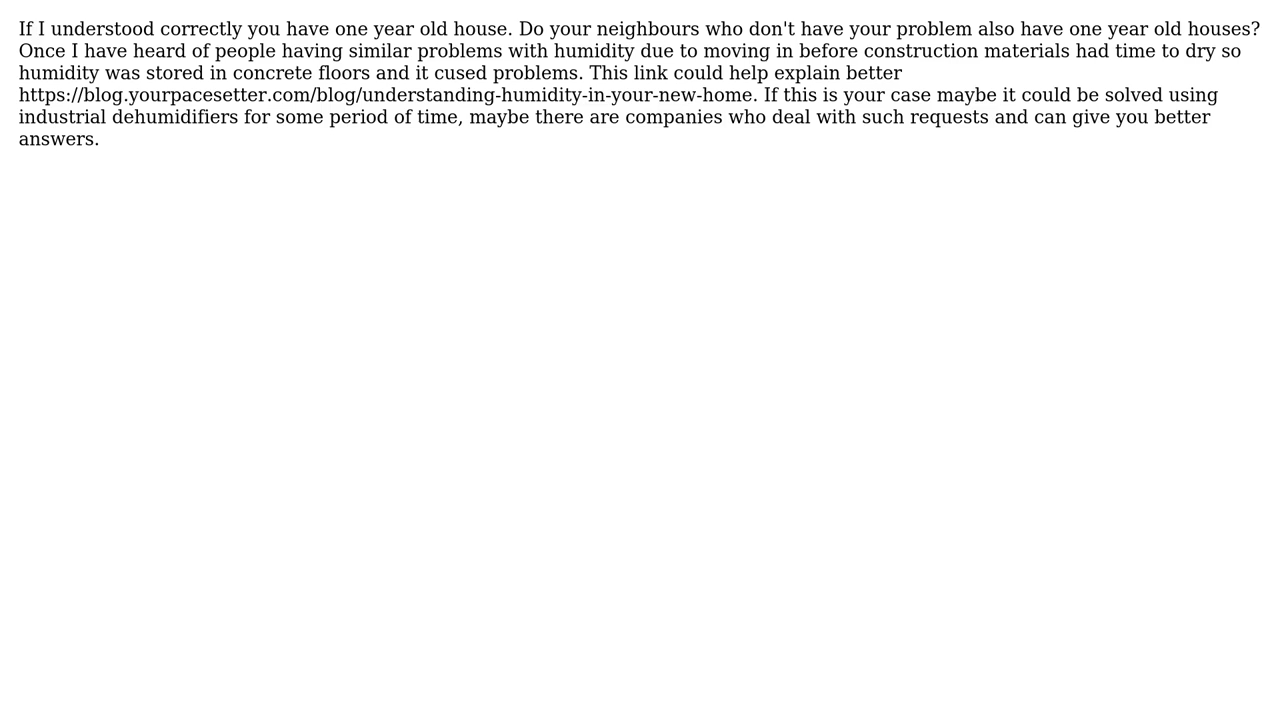 If I understood correctly you have one year old house. Do your neighbours who don't have your problem also have one year old houses?
Once I have heard of people having similar problems with humidity due to moving in before construction materials had time to dry so
humidity was stored in concrete floors and it cused problems. This link could help explain better
https://blog.yourpacesetter.com/blog/understanding-humidity-in-your-new-home. If this is your case maybe it could be solved using
industrial dehumidifiers for some period of time, maybe there are companies who deal with such requests and can give you better
answers.